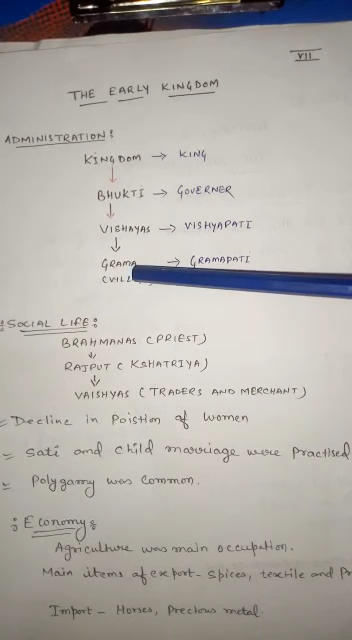 VII
THE EARLY KINGDOM
ADMINISTRATION:
KINGDOM → KING
BHUKTI → GOVERNER
VISHAYAS → VISHYAPATI
GRAMA → GRAMAPATI
:SOCIAL LIFE:
BRAHMANAS (PRIEST)
RAJPUT (KSHATRIYA)
VAISHYAS (TRADERS AND MERCHANT)
= Decline in Poistion of Women
= Sati and Child marriage were Practised
= Polygamy was Common.
:Economy:
Agriculture was main occupation.
Main items of export- Spices, textile and
Import - Horses, Precious metal.